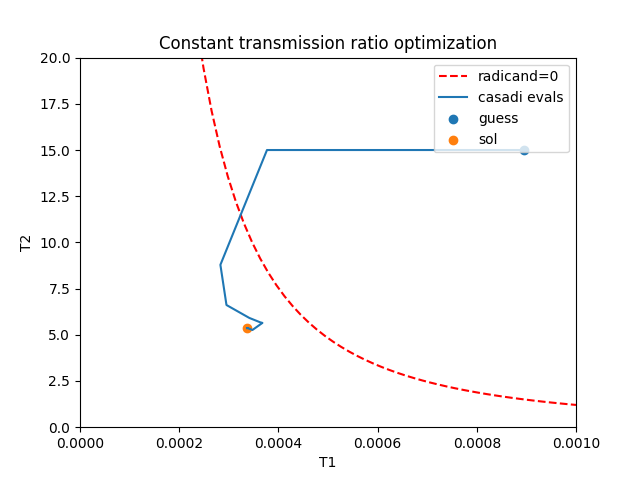 Constant transmission ratio optimization
radicand=0
casadi evals
guess
sol
T2
20.0
17.5
15.0
12.5
10.0
7.5
5.0
2.5
0.0
0.0000 0.0002 0.0004 0.0006 0.0008 0.0010
T1